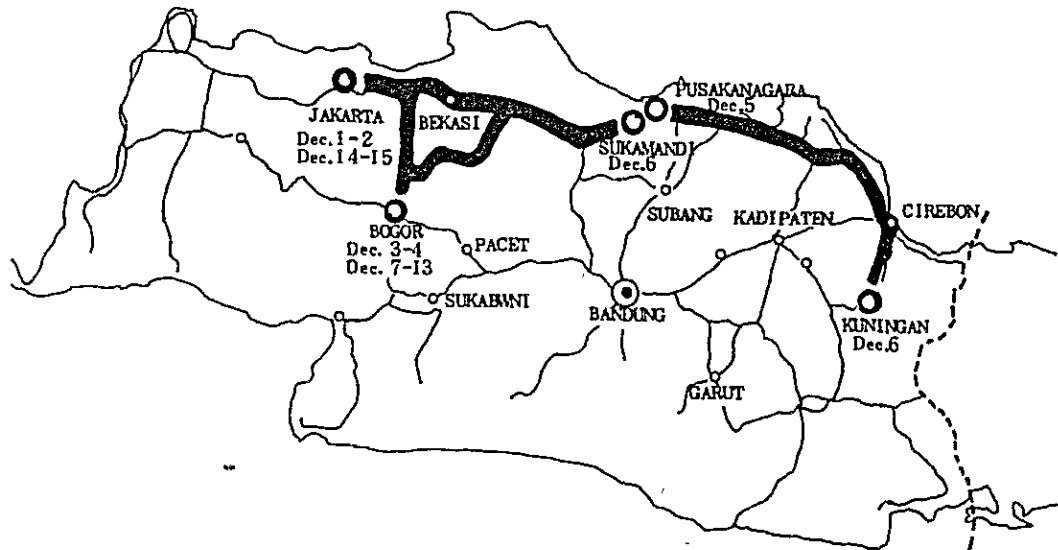 PUSAKANAGARA
Dec.5
JAKARTA
Dec.1-2
Dec.14-15
BEKASI
SUKAMANDI
Dec.6
SUBANG
KADIPATEN
CIREBON
BOGOR
Dec. 3-4
Dec. 7-13
PACET
SUKABWNI
BANDUNG
KUNINGAN
Dec.6
GARUT